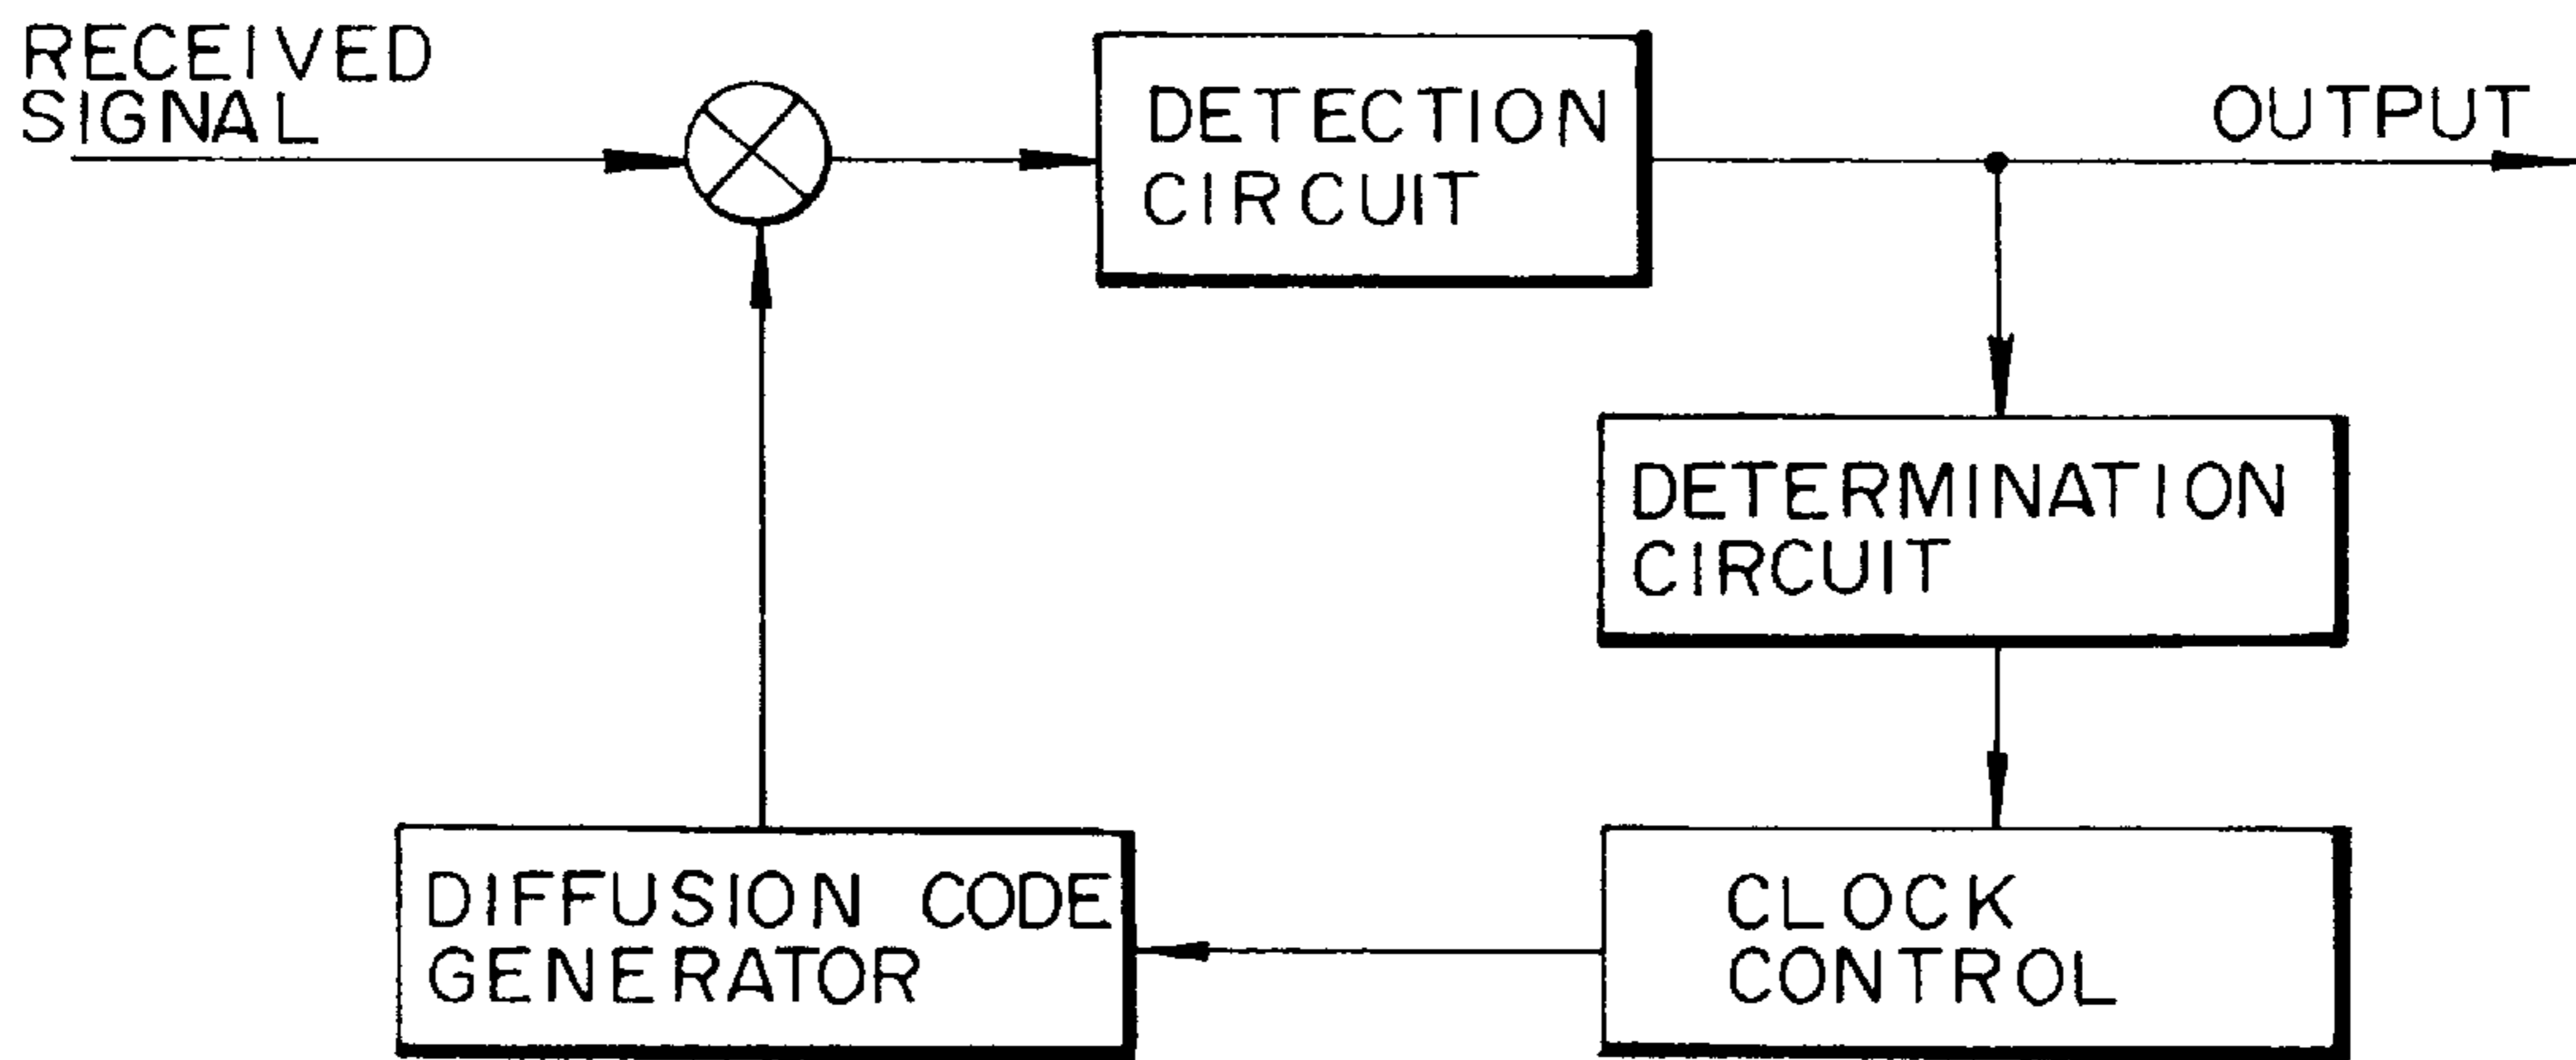 RECEIVED
SIGNAL
DETECTION
CIRCUIT
OUTPUT
DETERMINATION
CIRCUIT
DIFFUSION CODE
GENERATOR
CLOCK
CONTROL